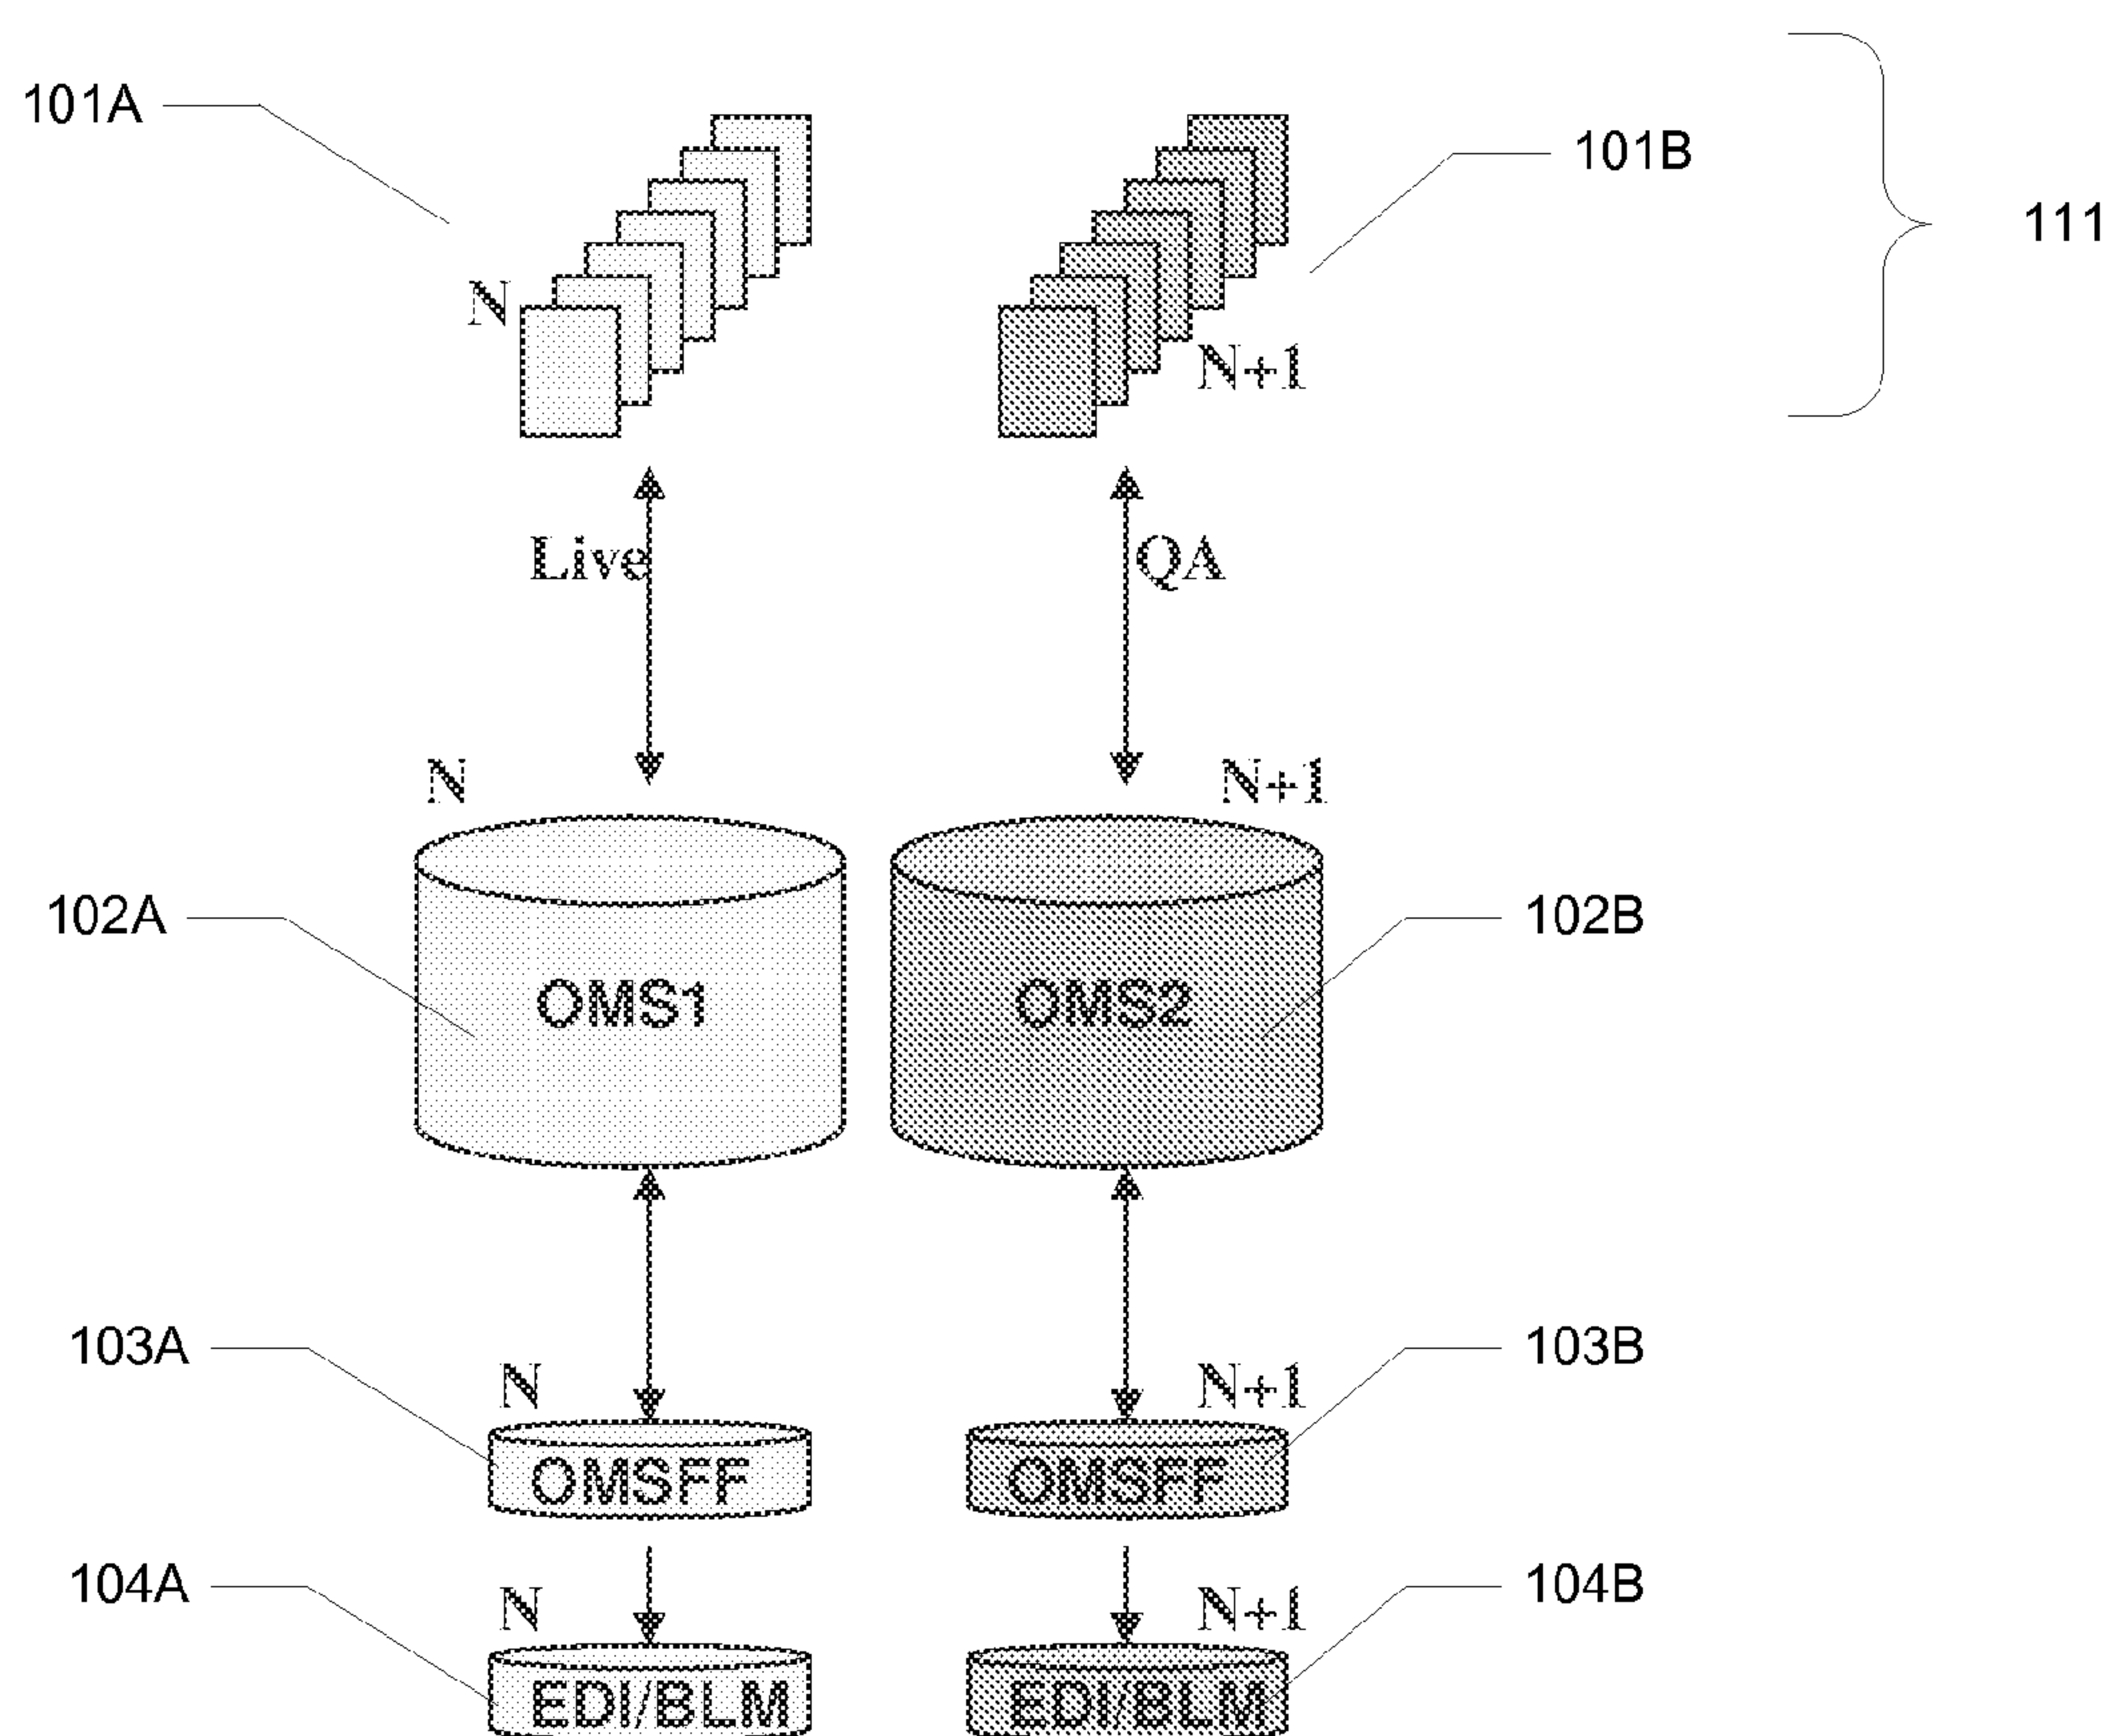 101A
101B
111
N
N+1
Live
QA
N
N+1
102A
102B
OMS1
OMS2
103A
103B
N
N+1
OMSFF
OMSFF
104A
104B
N
N+1
EDI/BLM
EDI/BLM